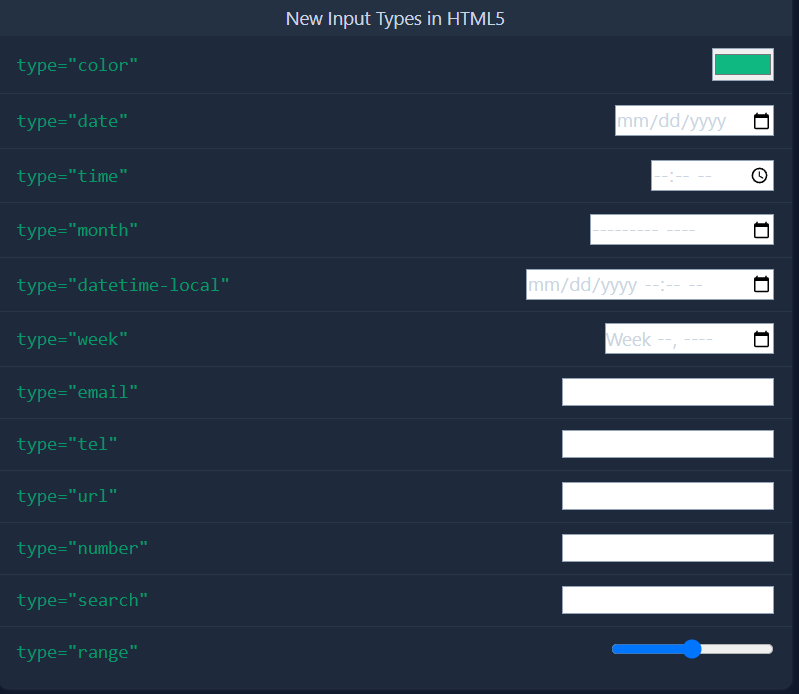 New Input Types in HTML5
type="color"
type="date" mm/dd/yyyy
type="time" --:-- --
type="month" --------- ----
type="datetime-local" mm/dd/yyyy --:-- --
type="week" Week --, ----
type="email"
type="tel"
type="url"
type="number"
type="search"
type="range"